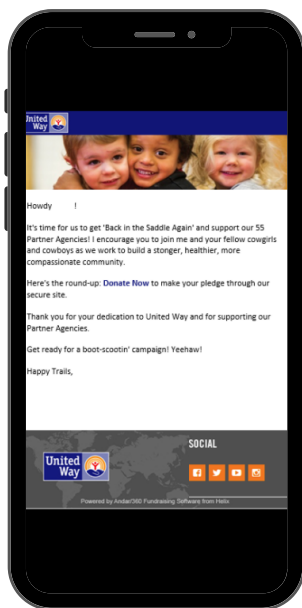 United
Way
Howdy !
It's time for us to get 'Back in the Saddle Again' and support our 55
Partner Agencies! I encourage you to join me and your fellow cowgirls
and cowboys as we work to build a stonger, healthier, more
compassionate community.
Here's the round-up: Donate Now to make your pledge through our
secure site.
Thank you for your dedication to United Way and for supporting our
Partner Agencies.
Get ready for a boot-scootin' campaign! Yeehaw!
Happy Trails,
SOCIAL
United
Way
Powered by Andar/360 Fundraising Software from Helix